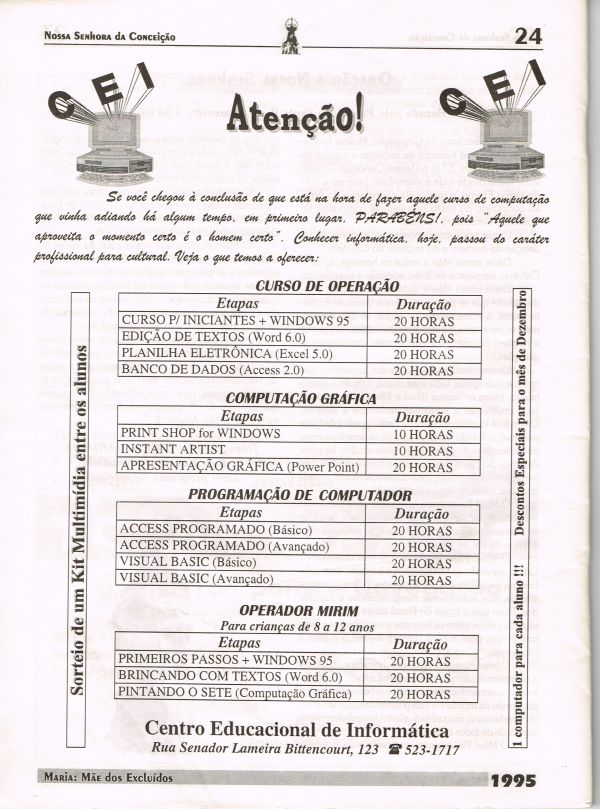 NOSSA SENHORA DA CONCEIÇÃO 24
CEI
CEI
Atenção!
Se você chegou à conclusão de que está na hora de fazer aquele curso de computação
que vinha adiando há algum tempo, em primeiro lugar, PARABÉNS!, pois "Aquele que
aproveita o momento certo é o homem certo". Conhecer informática, hoje, passou do caráter
profissional para cultural. Veja o que temos a oferecer:
Sorteio de um Kit Multimídia entre os alunos
CURSO DE OPERAÇÃO
Etapas Duração
CURSO P/ INICIANTES + WINDOWS 95 20 HORAS
EDIÇÃO DE TEXTOS (Word 6.0) 20 HORAS
PLANILHA ELETRÔNICA (Excel 5.0) 20 HORAS
BANCO DE DADOS (Access 2.0) 20 HORAS
COMPUTAÇÃO GRÁFICA
Etapas Duração
PRINT SHOP for WINDOWS 10 HORAS
INSTANT ARTIST 10 HORAS
APRESENTAÇÃO GRÁFICA (Power Point) 20 HORAS
PROGRAMAÇÃO DE COMPUTADOR
Etapas Duração
ACCESS PROGRAMADO (Básico) 20 HORAS
ACCESS PROGRAMADO (Avançado) 20 HORAS
VISUAL BASIC (Básico) 20 HORAS
VISUAL BASIC (Avançado) 20 HORAS
OPERADOR MIRIM
Para crianças de 8 a 12 anos
Etapas Duração
PRIMEIROS PASSOS + WINDOWS 95 20 HORAS
BRINCANDO COM TEXTOS (Word 6.0) 20 HORAS
PINTANDO O SETE (Computação Gráfica) 20 HORAS
1 computador para cada aluno !!! Descontos Especiais para o mês de Dezembro
Centro Educacional de Informática
Rua Senador Lameira Bittencourt, 123 ☎ 523-1717
MARIA: MÃE DOS EXCLUÍDOS 1995